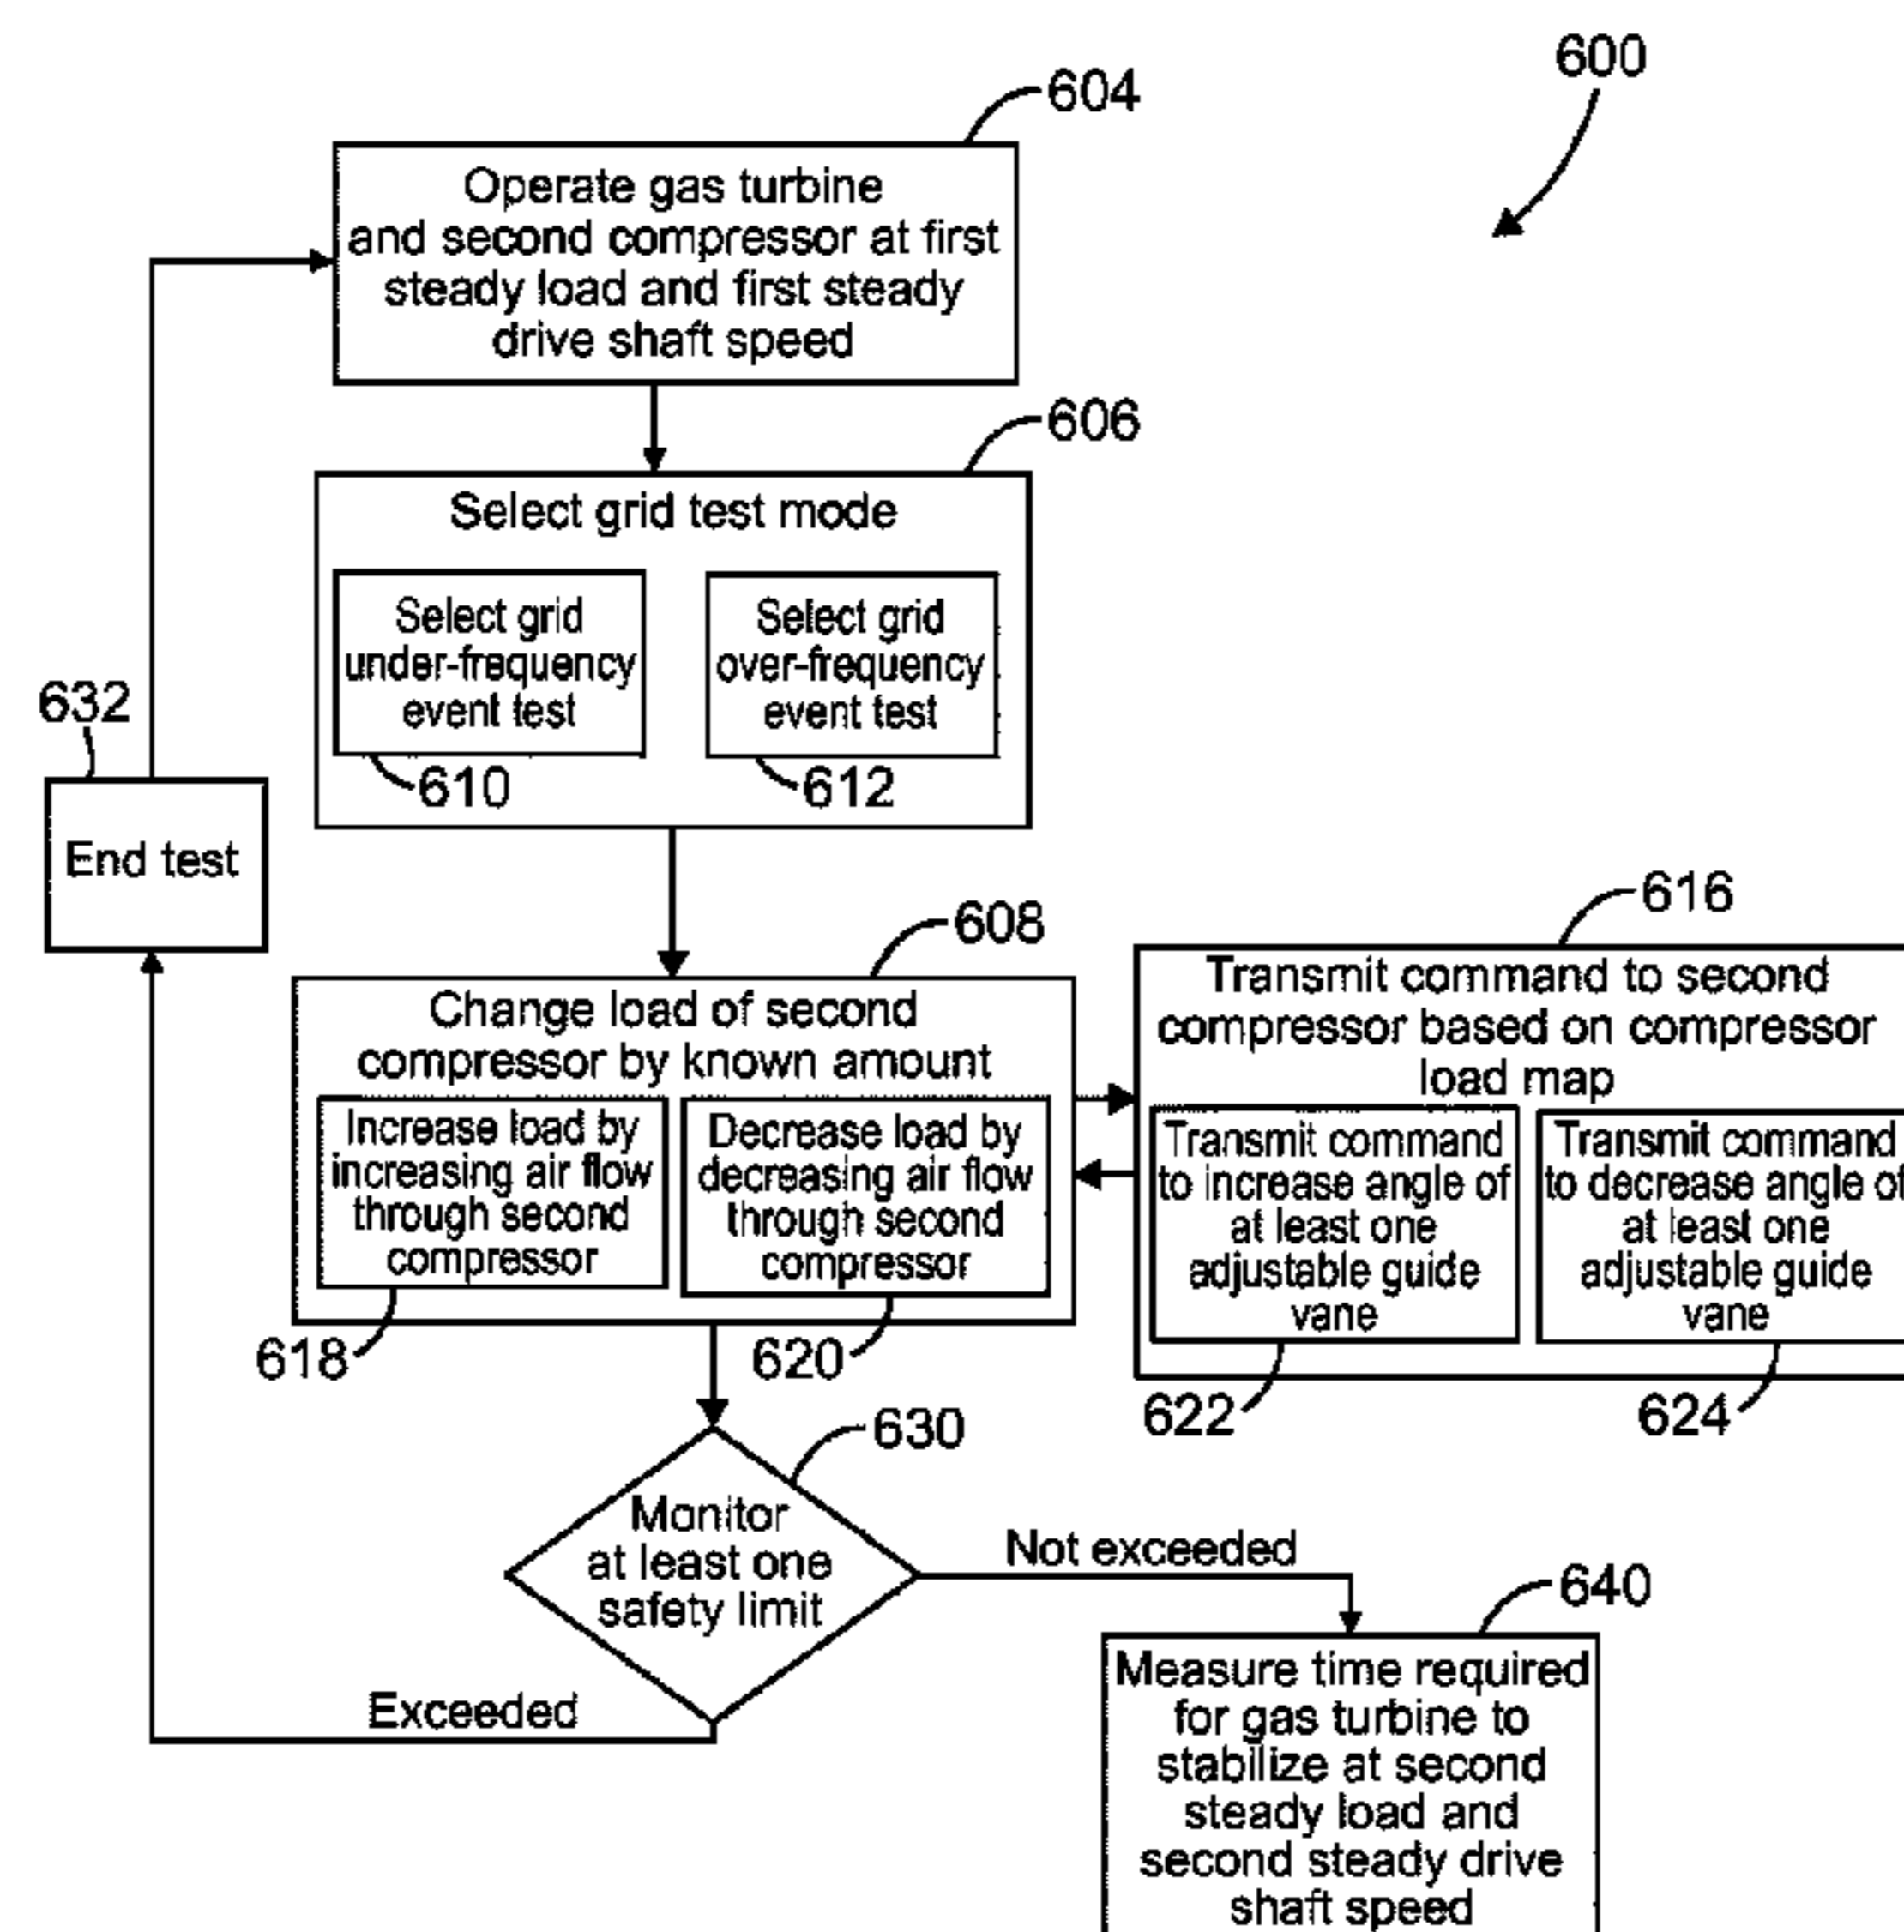 600
604
Operate gas turbine
and second compressor at first
steady load and first steady
drive shaft speed
606
Select grid test mode
Select grid
under-frequency
event test
610
Select grid
over-frequency
event test
612
632
End test
608
Change load of second
compressor by known amount
Increase load by
increasing air flow
through second
compressor
618
Decrease load by
decreasing air flow
through second
compressor
620
616
Transmit command to second
compressor based on compressor
load map
Transmit command
to increase angle of
at least one
adjustable guide
vane
622
Transmit command
to decrease angle of
at least one
adjustable guide
vane
624
630
Monitor
at least one
safety limit
Not exceeded
Exceeded
640
Measure time required
for gas turbine to
stabilize at second
steady load and
second steady drive
shaft speed